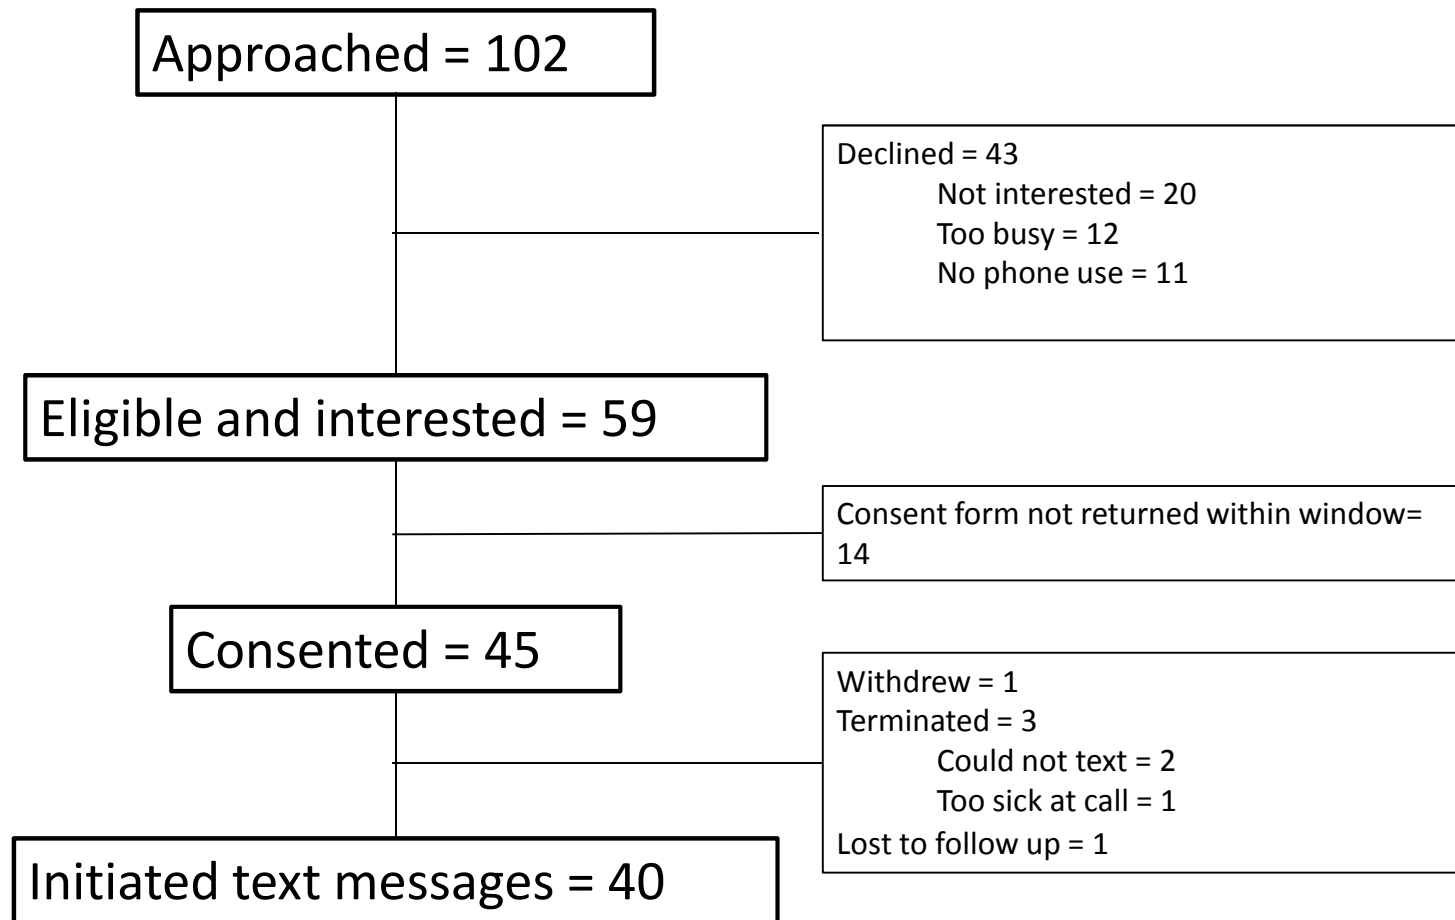 Approached = 102
Declined = 43
Not interested = 20
Too busy = 12
No phone use = 11
Eligible and interested = 59
Consent form not returned within window=
14
Consented = 45
Withdrew = 1
Terminated = 3
Could not text = 2
Too sick at call = 1
Lost to follow up = 1
Initiated text messages = 40